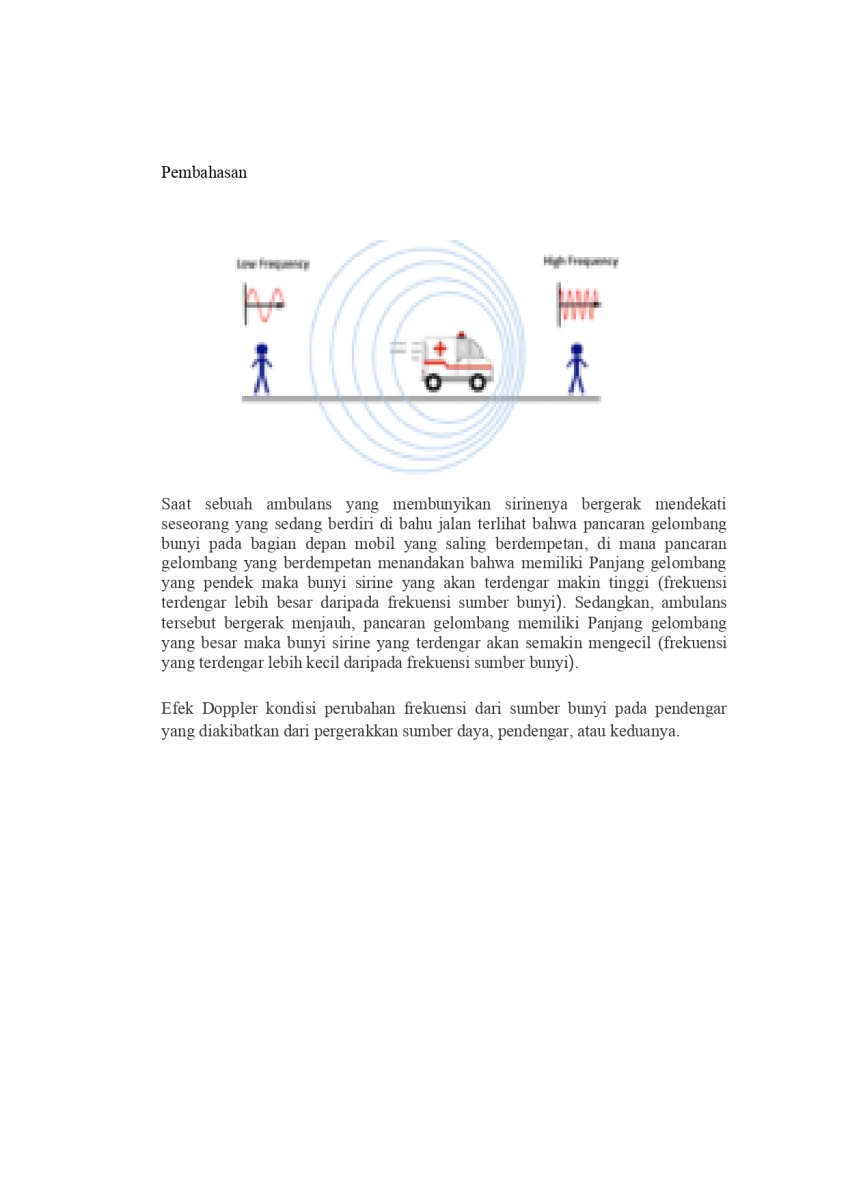 Pembahasan
Low Frequency
High Frequency
Saat sebuah ambulans yang membunyikan sirinenya bergerak mendekati
seseorang yang sedang berdiri di bahu jalan terlihat bahwa pancaran gelombang
bunyi pada bagian depan mobil yang saling berdempetan, di mana pancaran
gelombang yang berdempetan menandakan bahwa memiliki Panjang gelombang
yang pendek maka bunyi sirine yang akan terdengar makin tinggi (frekuensi
terdengar lebih besar daripada frekuensi sumber bunyi). Sedangkan, ambulans
tersebut bergerak menjauh, pancaran gelombang memiliki Panjang gelombang
yang besar maka bunyi sirine yang terdengar akan semakin mengecil (frekuensi
yang terdengar lebih kecil daripada frekuensi sumber bunyi).
Efek Doppler kondisi perubahan frekuensi dari sumber bunyi pada pendengar
yang diakibatkan dari pergerakkan sumber daya, pendengar, atau keduanya.